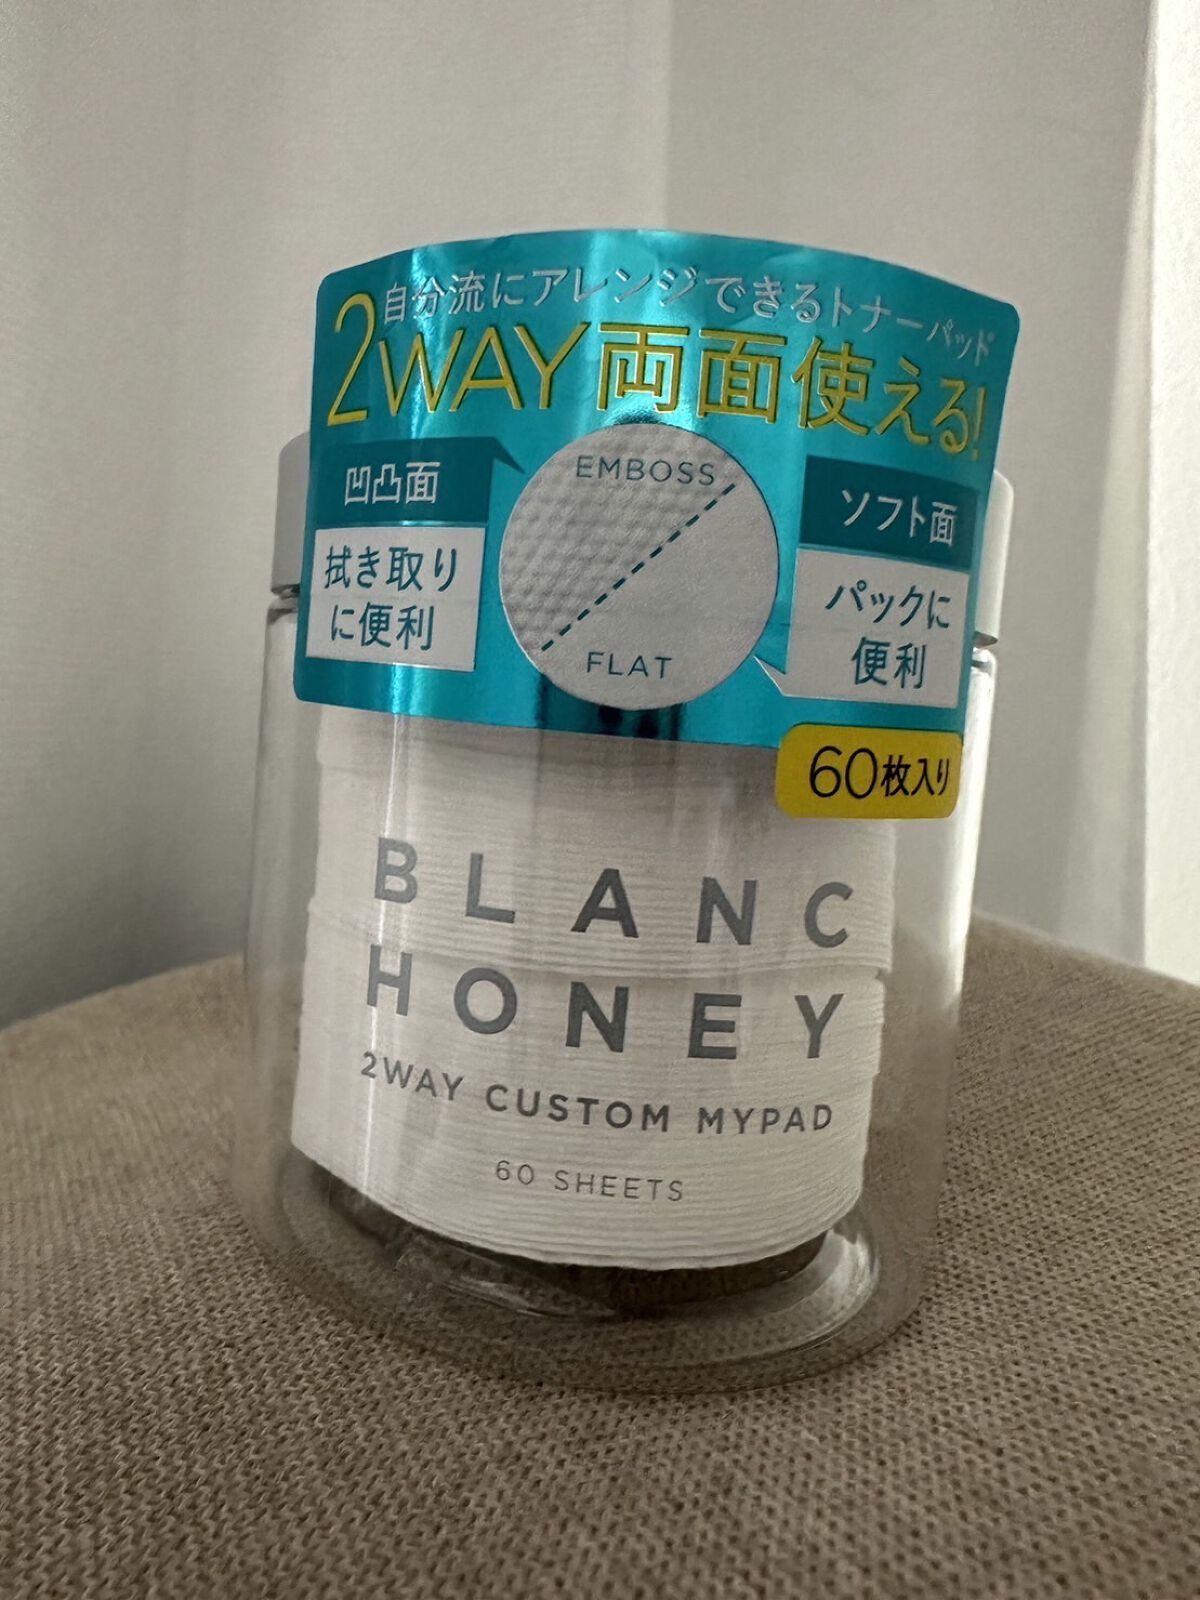 自分流にアレンジできるトナーパッド
2WAY両面使える!
凹凸面
拭き取り
に便利
EMBOSS
FLAT
ソフト面
パックに
便利
60枚入り
BLANC
HONEY
2WAY CUSTOM MYPAD
60 SHEETS